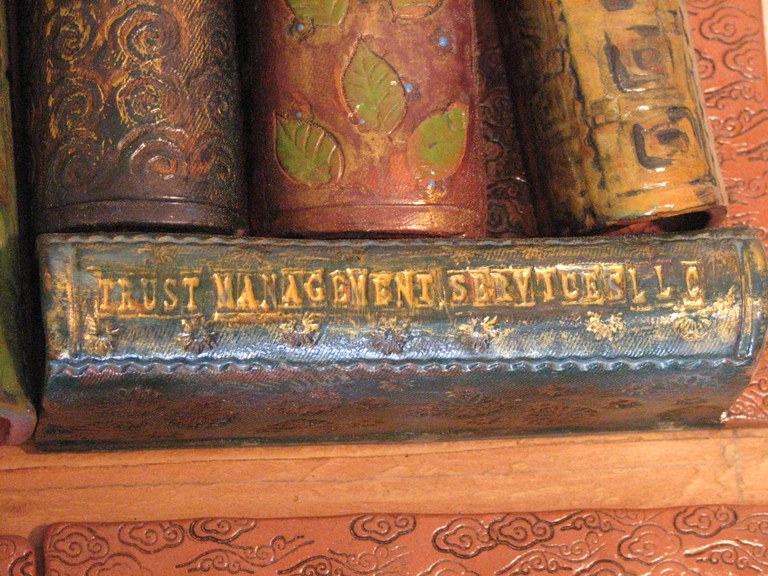 TRUST MANAGEMENT SERVICES LLC